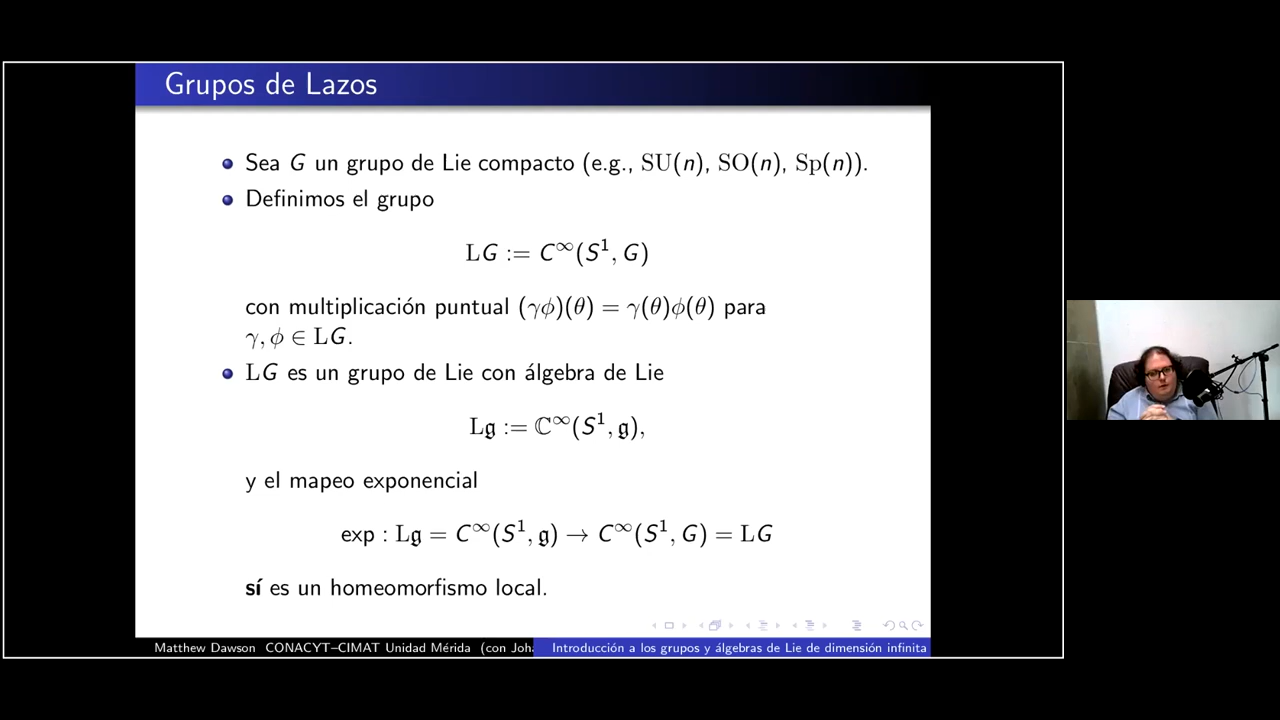 Grupos de Lazos
Sea G un grupo de Lie compacto (e.g., SU(n), SO(n), Sp(n)).
Definimos el grupo
LG := C^∞(S^1, G)
con multiplicación puntual (γϕ)(θ) = γ(θ)ϕ(θ) para
γ, ϕ ∈ LG.
LG es un grupo de Lie con álgebra de Lie
L𝔤 := ℂ^∞(S^1, 𝔤),
y el mapeo exponencial
exp : L𝔤 = C^∞(S^1, 𝔤) → C^∞(S^1, G) = LG
sí es un homeomorfismo local.
Matthew Dawson CONACYT–CIMAT Unidad Mérida (con Joh
Introducción a los grupos y álgebras de Lie de dimensión infinita